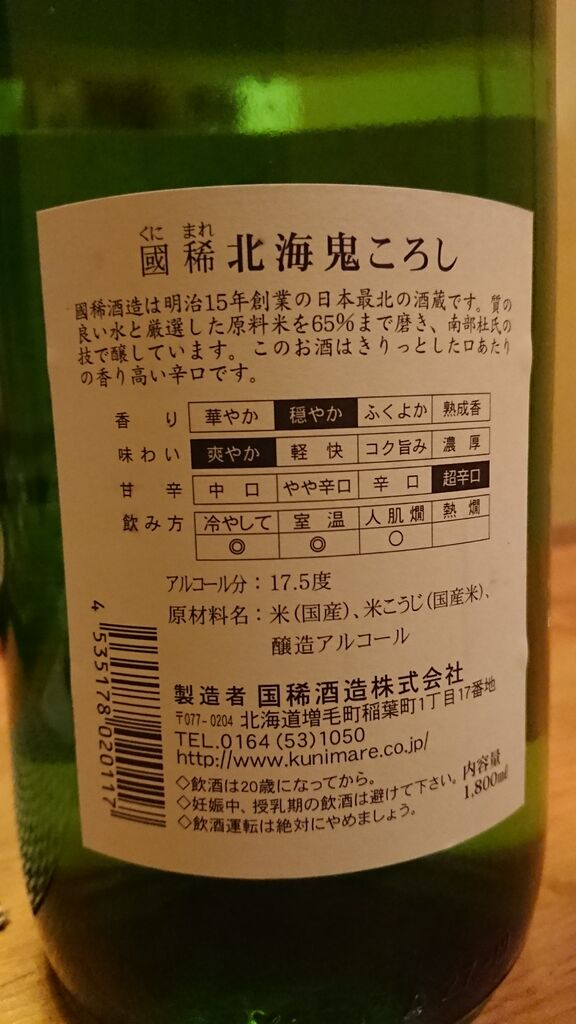 くに まれ
國稀 北海鬼ころし
國稀酒造は明治15年創業の日本最北の酒蔵です。質の
良い水と厳選した原料米を65%まで磨き、南部杜氏の
技で醸しています。このお酒はきりっとした口あたり
の香り高い辛口です。
香り 華やか 穏やか ふくよか 熟成香
味わい 爽やか 軽快 コク旨み 濃厚
甘辛 中口 やや辛口 辛口 超辛口
飲み方 冷やして 室温 人肌燗 熱燗
◎ ◎ ○
アルコール分：17.5度
原材料名：米(国産)、米こうじ(国産米)、
醸造アルコール
製造者 国稀酒造株式会社
〒077-0204 北海道増毛町稲葉町1丁目17番地
TEL.0164(53)1050
http://www.kunimare.co.jp/
◇飲酒は20歳になってから。
◇妊娠中、授乳期の飲酒は避けて下さい。
◇飲酒運転は絶対にやめましょう。
内容量
1,800ml
4 535178 020117